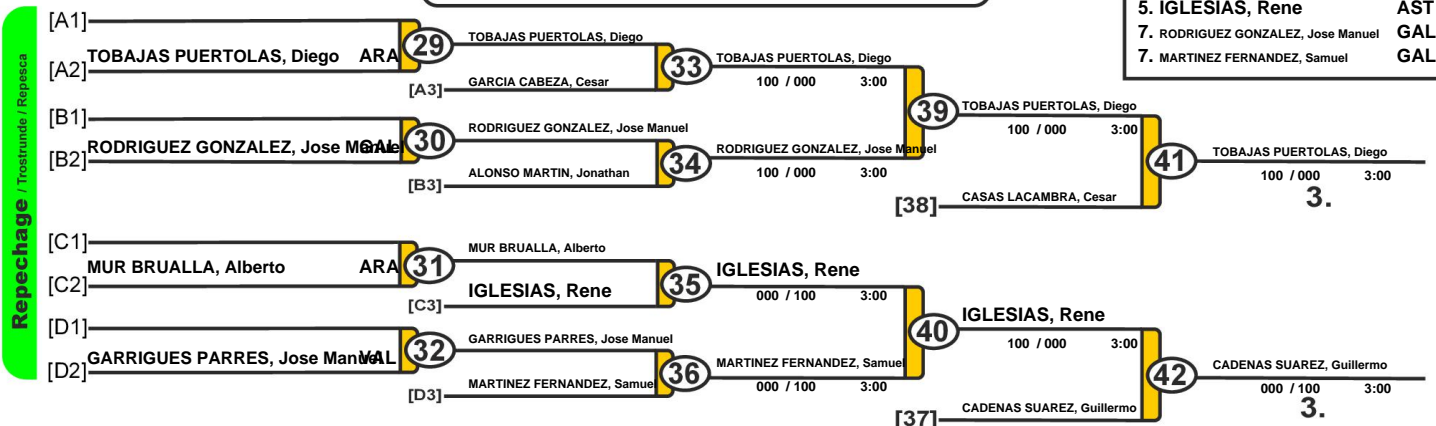 5. IGLESIAS, Rene AST
7. RODRIGUEZ GONZALEZ, Jose Manuel GAL
7. MARTINEZ FERNANDEZ, Samuel GAL
Repechage / Trostrunde / Repesca
[A1]
TOBAJAS PUERTOLAS, Diego ARA
[A2]
29
TOBAJAS PUERTOLAS, Diego
[A3] GARCIA CABEZA, Cesar
33
TOBAJAS PUERTOLAS, Diego
100 / 000 3:00
[B1]
RODRIGUEZ GONZALEZ, Jose Manuel GAL
[B2]
30
RODRIGUEZ GONZALEZ, Jose Manuel
[B3] ALONSO MARTIN, Jonathan
34
RODRIGUEZ GONZALEZ, Jose Manuel
100 / 000 3:00
39
TOBAJAS PUERTOLAS, Diego
100 / 000 3:00
[38] CASAS LACAMBRA, Cesar
41
TOBAJAS PUERTOLAS, Diego
100 / 000 3:00
3.
[C1]
MUR BRUALLA, Alberto ARA
[C2]
31
MUR BRUALLA, Alberto
[C3] IGLESIAS, Rene
35
IGLESIAS, Rene
000 / 100 3:00
[D1]
GARRIGUES PARRES, Jose Manuel VAL
[D2]
32
GARRIGUES PARRES, Jose Manuel
[D3] MARTINEZ FERNANDEZ, Samuel
36
MARTINEZ FERNANDEZ, Samuel
000 / 100 3:00
40
IGLESIAS, Rene
100 / 000 3:00
[37] CADENAS SUAREZ, Guillermo
42
CADENAS SUAREZ, Guillermo
000 / 100 3:00
3.